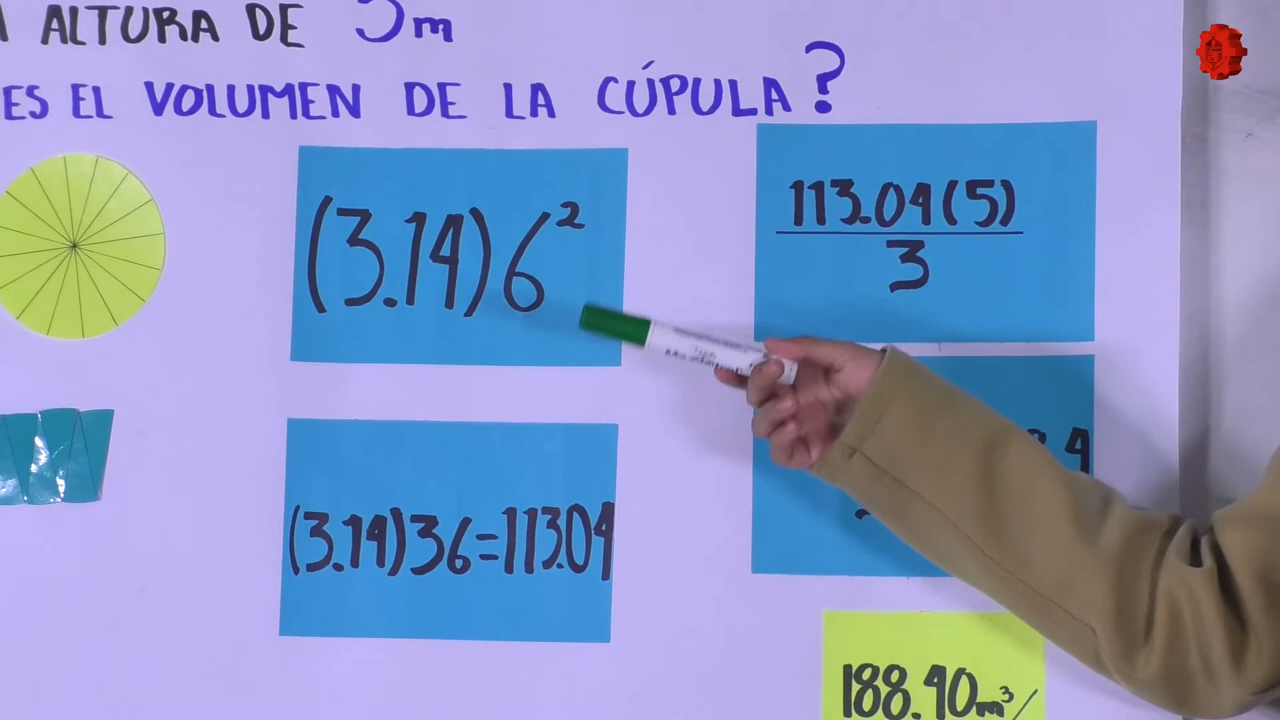 ALTURA DE 5m
ES EL VOLUMEN DE LA CÚPULA?
(3.14)6²
(3.14)36=113.04
113.04(5)
3
188.40m³/